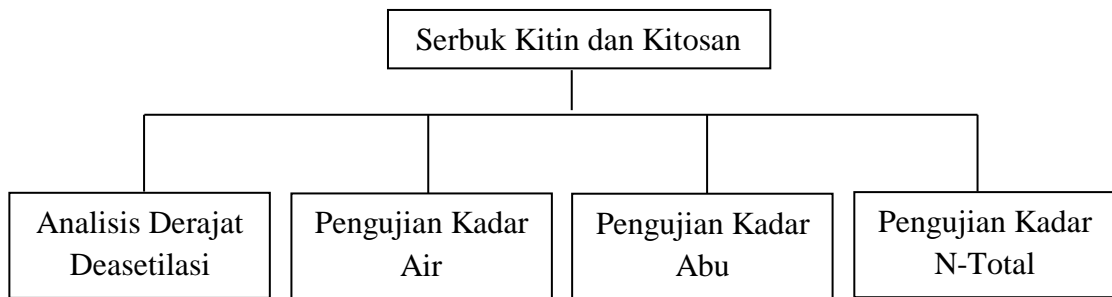 Serbuk Kitin dan Kitosan
Analisis Derajat
Deasetilasi
Pengujian Kadar
Air
Pengujian Kadar
Abu
Pengujian Kadar
N-Total